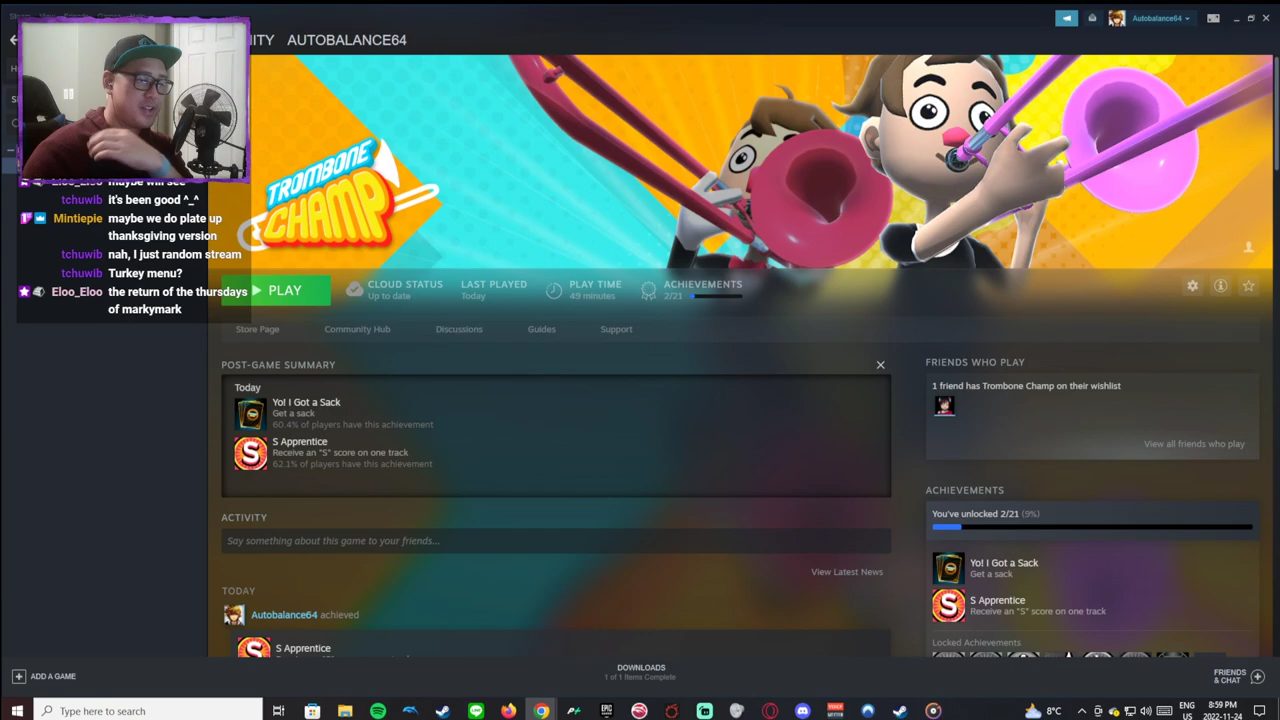 ITY AUTOBALANCE64
Autobalance64
TROMBONE
CHAMP
Eloo_Eloo maybe will see
tchuwib It's been good ^_^
Mintiepie maybe we do plate up
thanksgiving version
tchuwib nah, I just random stream
tchuwib Turkey menu?
Eloo_Eloo the return of the thursdays
of markymark
PLAY
CLOUD STATUS
Up to date
LAST PLAYED
Today
PLAY TIME
49 minutes
ACHIEVEMENTS
2/21
Store Page Community Hub Discussions Guides Support
POST-GAME SUMMARY
Today
Yo! I Got a Sack
Get a sack
60.4% of players have this achievement
S
S Apprentice
Receive an "S" score on one track
62.1% of players have this achievement
ACTIVITY
Say something about this game to your friends...
View Latest News
TODAY
Autobalance64 achieved
S
S Apprentice
FRIENDS WHO PLAY
1 friend has Trombone Champ on their wishlist
View all friends who play
ACHIEVEMENTS
You've unlocked 2/21 (9%)
Yo! I Got a Sack
Get a sack
S
S Apprentice
Receive an "S" score on one track
Locked Achievements
ADD A GAME
DOWNLOADS
1 of 1 Items Complete
FRIENDS
& CHAT
Type here to search
EPIC
8°C
ENG
8:59 PM
2022-11-24